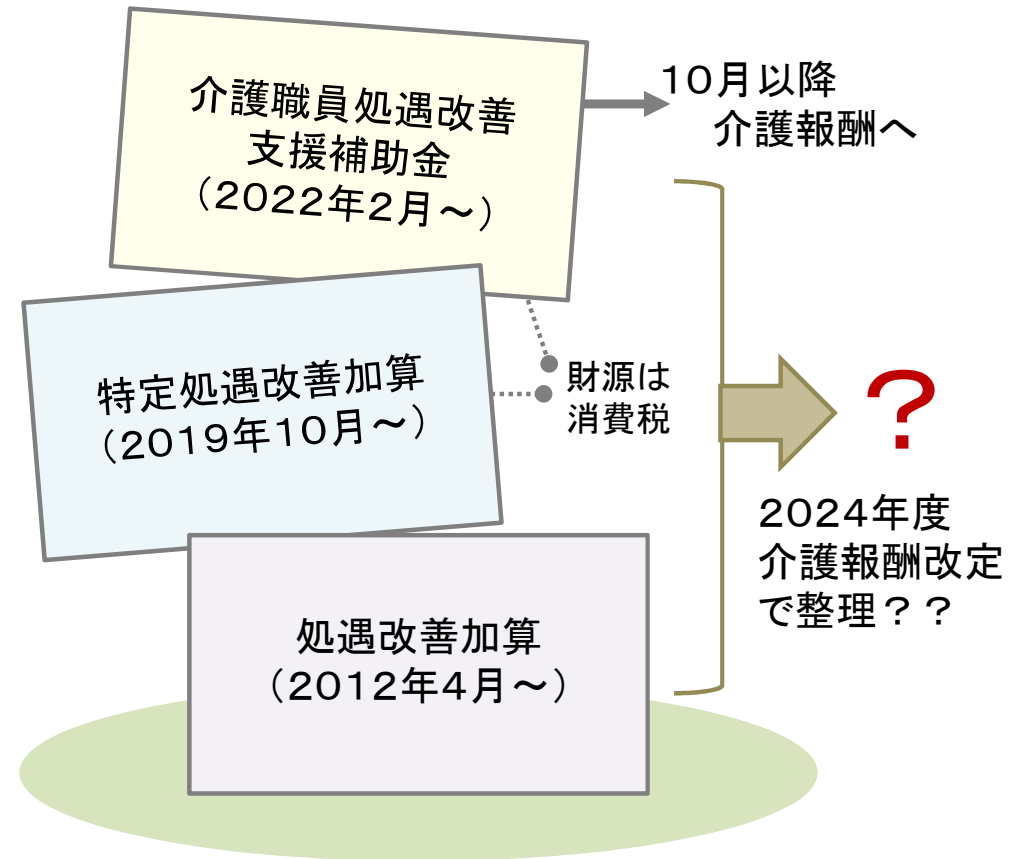 介護職員処遇改善
支援補助金
（２０２２年２月～）
１０月以降
介護報酬へ
特定処遇改善加算
（２０１９年１０月～）
財源は
消費税
？
２０２４年度
介護報酬改定
で整理？？
処遇改善加算
（２０１２年４月～）